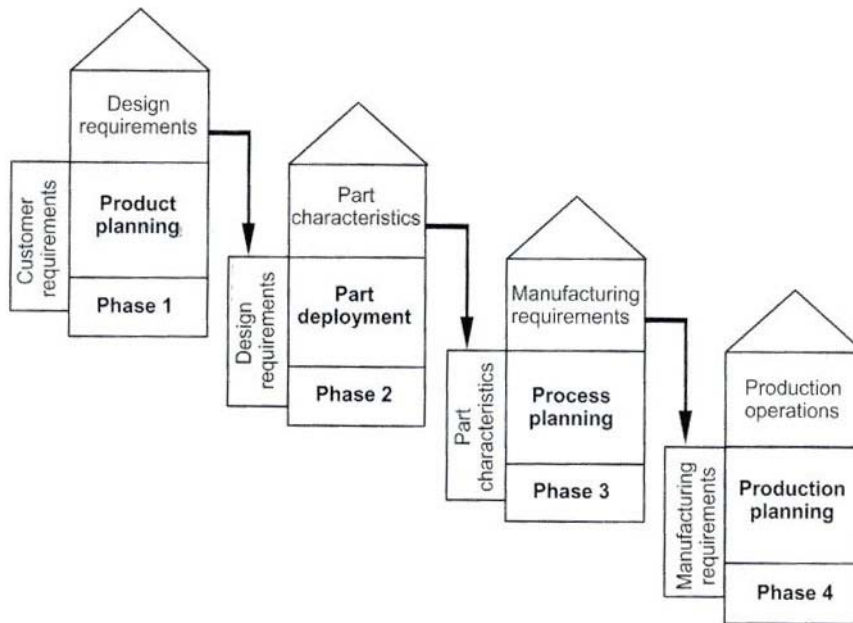 Design
requirements
Customer
requirements
Product
planning
Phase 1
Part
characteristics
Design
requirements
Part
deployment
Phase 2
Manufacturing
requirements
Part
characteristics
Process
planning
Phase 3
Production
operations
Manufacturing
requirements
Production
planning
Phase 4